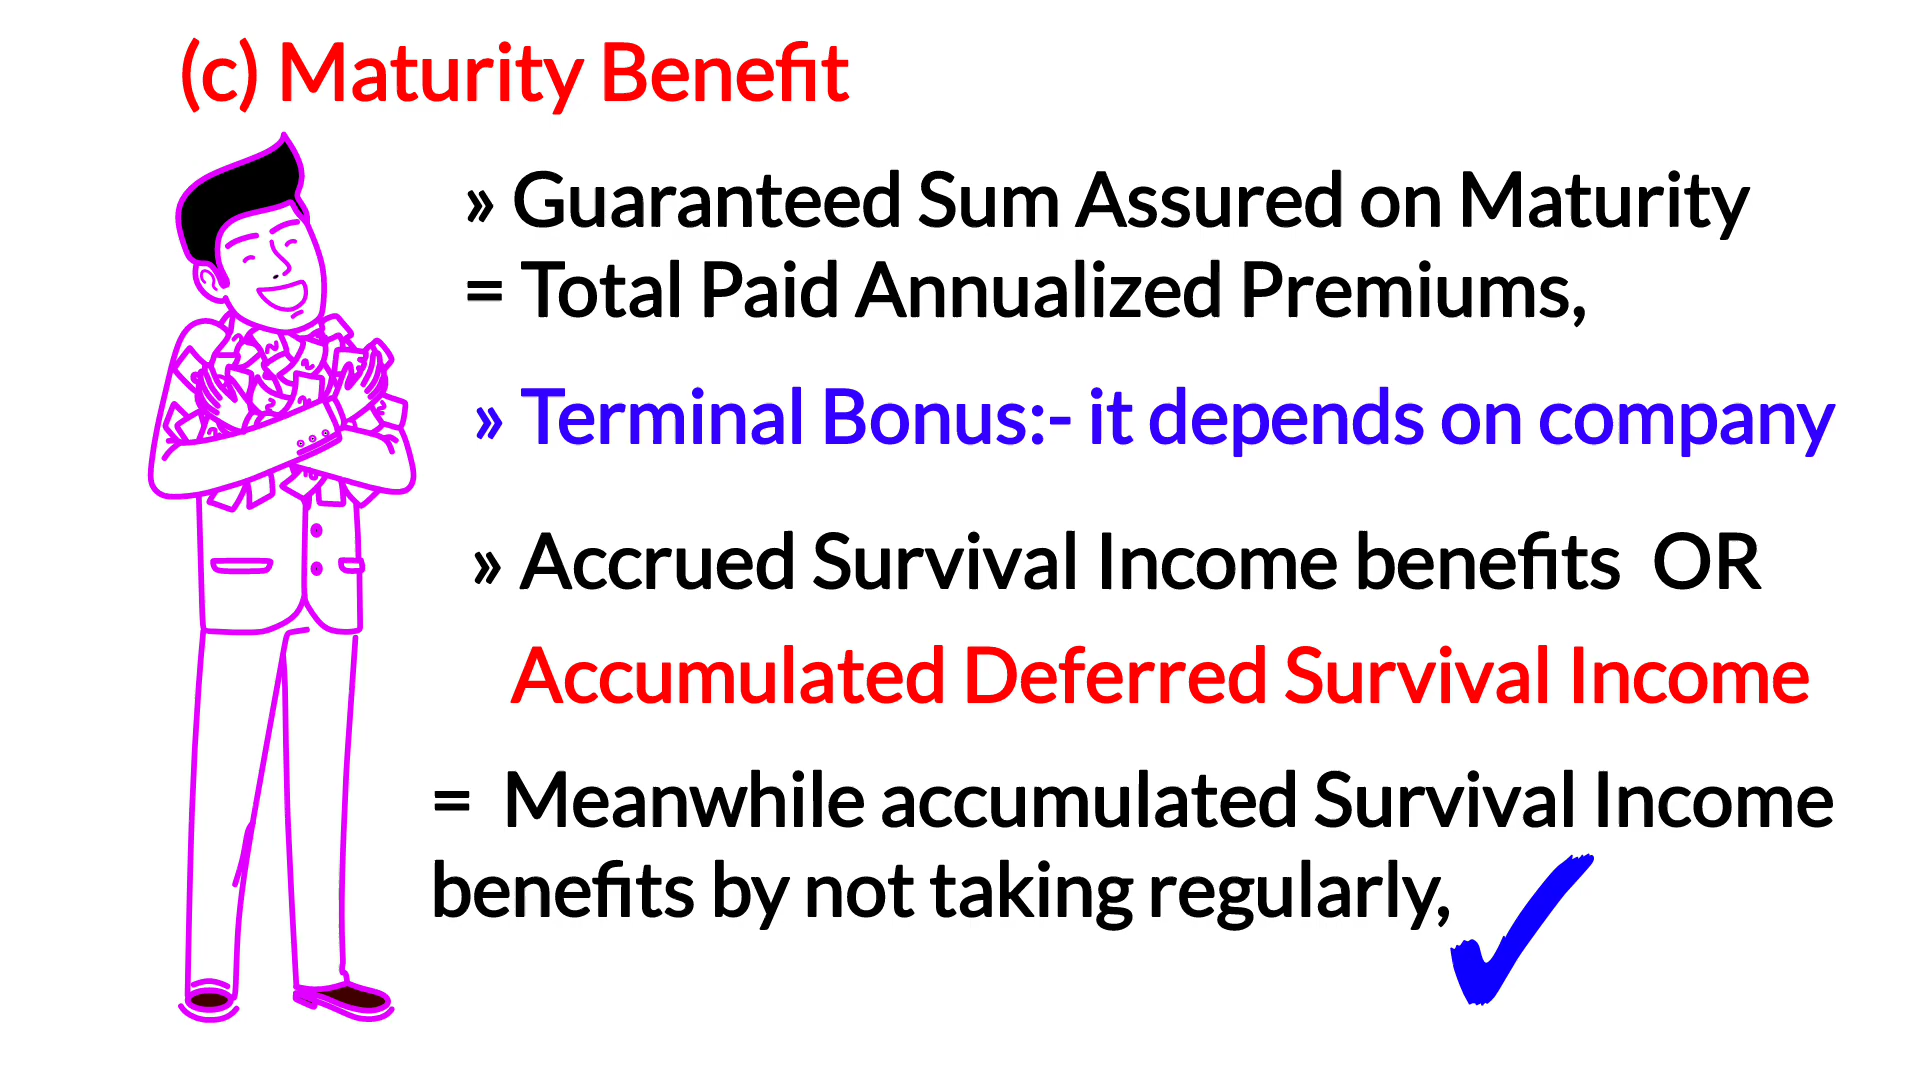 (c) Maturity Benefit
» Guaranteed Sum Assured on Maturity
= Total Paid Annualized Premiums,
» Terminal Bonus:- it depends on company
» Accrued Survival Income benefits OR
Accumulated Deferred Survival Income
= Meanwhile accumulated Survival Income
benefits by not taking regularly,